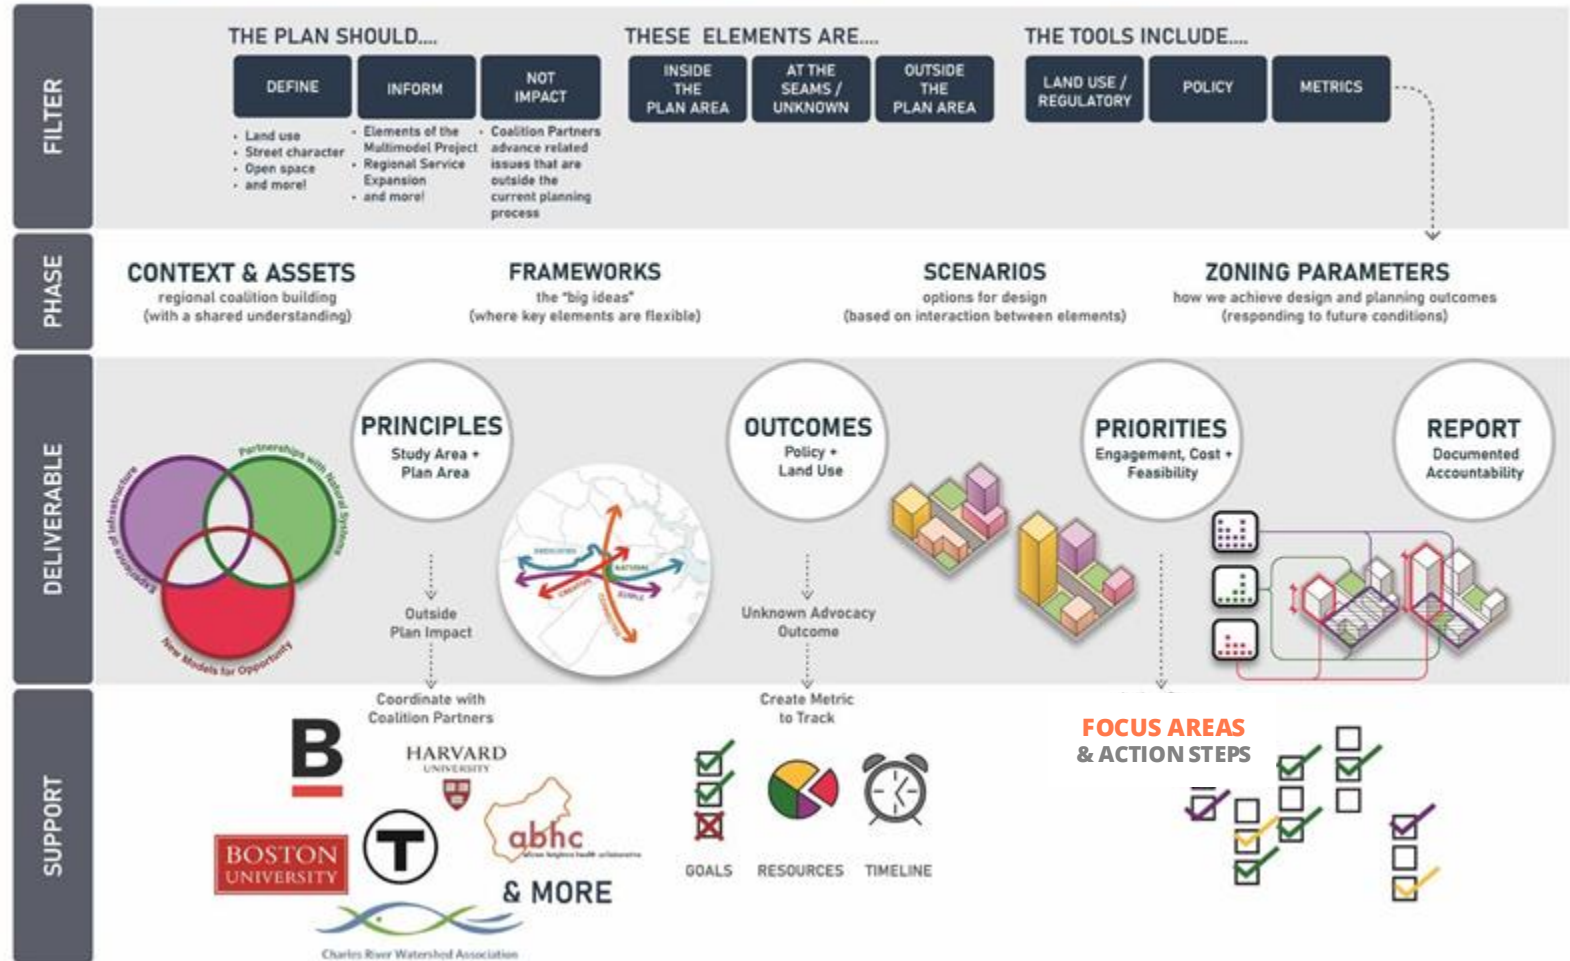 FILTER
THE PLAN SHOULD....
DEFINE
• Land use
• Street character
• Open space
• and more!
INFORM
• Elements of the
Multimodel Project
• Regional Service
Expansion
• and more!
NOT
IMPACT
• Coalition Partners
advance related
issues that are
outside the
current planning
process
THESE ELEMENTS ARE....
INSIDE
THE
PLAN AREA
AT THE
SEAMS /
UNKNOWN
OUTSIDE
THE
PLAN AREA
THE TOOLS INCLUDE....
LAND USE /
REGULATORY
POLICY
METRICS
PHASE
CONTEXT & ASSETS
regional coalition building
(with a shared understanding)
FRAMEWORKS
the "big ideas"
(where key elements are flexible)
SCENARIOS
options for design
(based on interaction between elements)
ZONING PARAMETERS
how we achieve design and planning outcomes
(responding to future conditions)
DELIVERABLE
Experience of Infrastructure
Partnerships with Natural Systems
New Models for Opportunity
PRINCIPLES
Study Area +
Plan Area
Outside
Plan Impact
NATURAL
CREATIVE
OUTCOMES
Policy +
Land Use
Unknown Advocacy
Outcome
PRIORITIES
Engagement, Cost +
Feasibility
REPORT
Documented
Accountability
SUPPORT
Coordinate with
Coalition Partners
B
HARVARD
UNIVERSITY
BOSTON
UNIVERSITY
T
abhc
& MORE
Charles River Watershed Association
Create Metric
to Track
GOALS
RESOURCES
TIMELINE
FOCUS AREAS
& ACTION STEPS